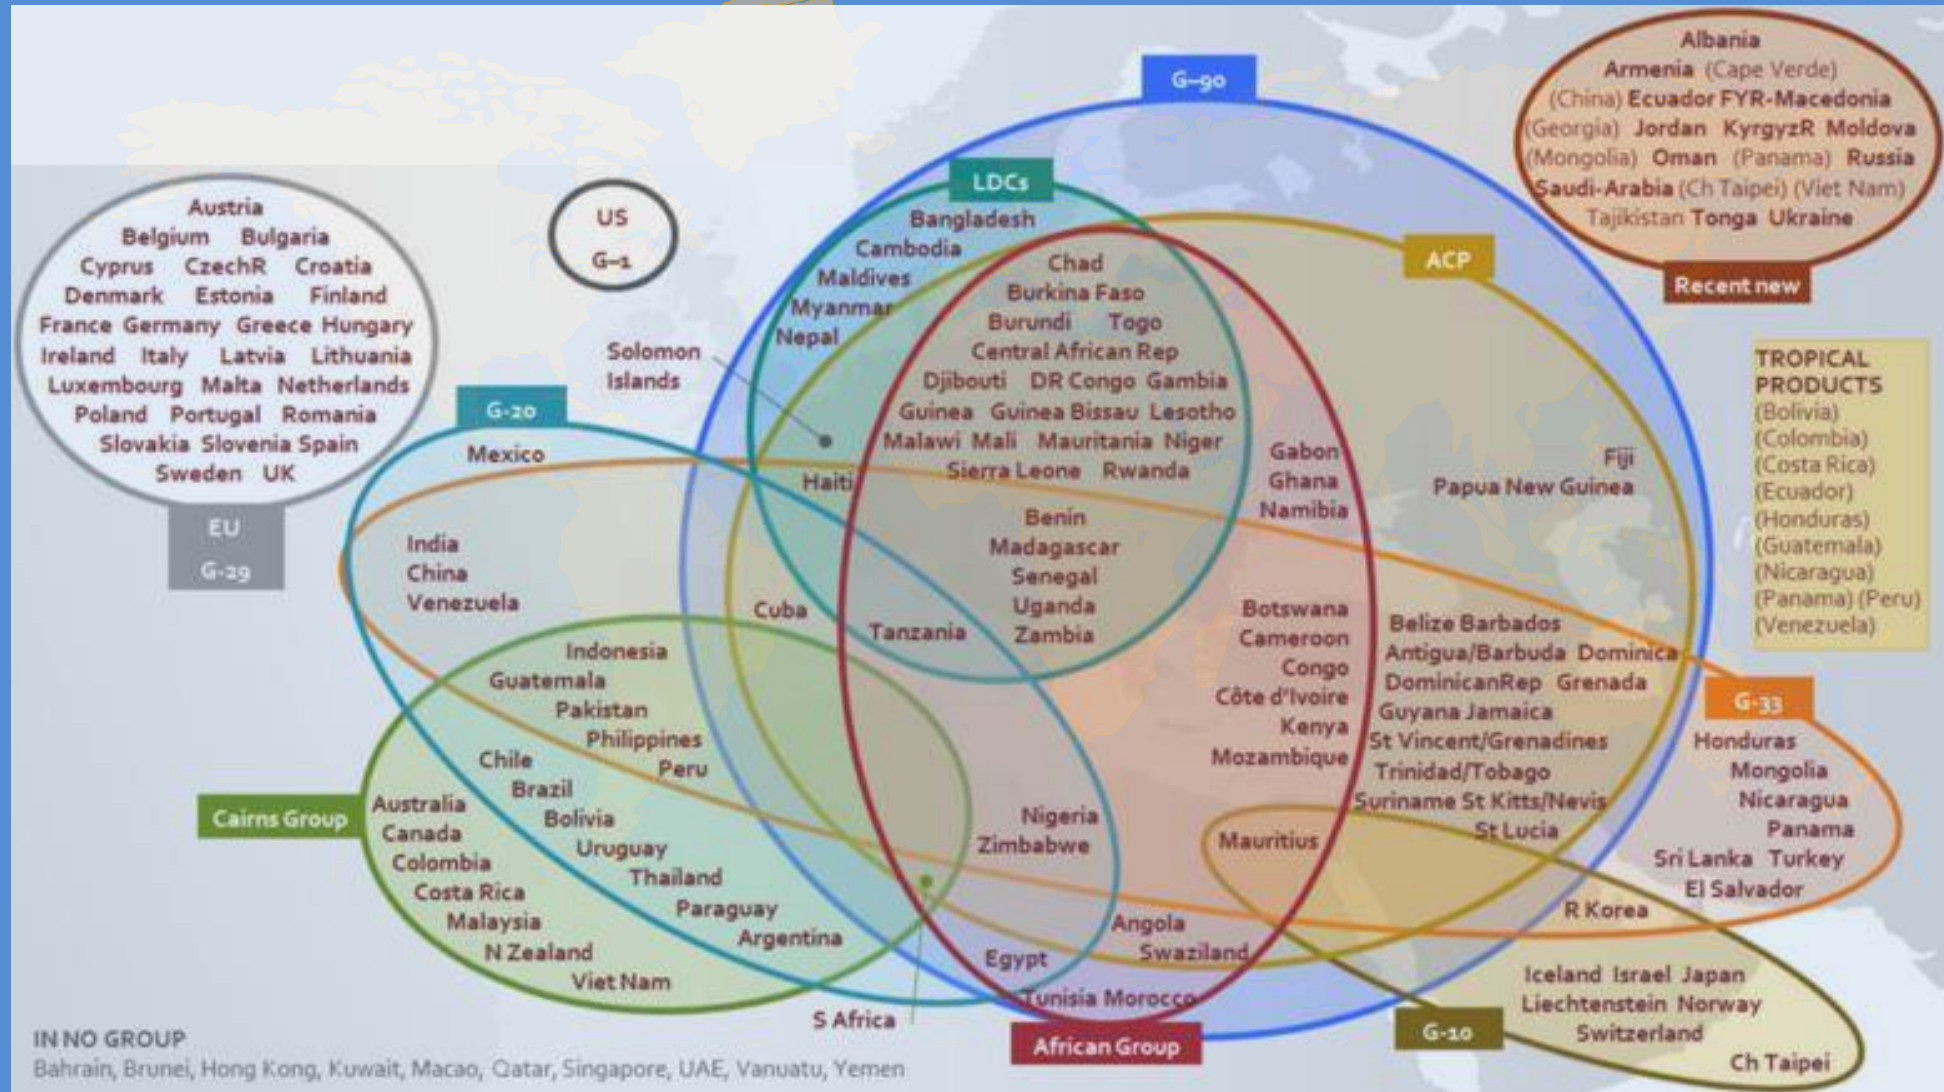 G-90
Albania
Armenia (Cape Verde)
(China) Ecuador FYR-Macedonia
(Georgia) Jordan KyrgyzR Moldova
(Mongolia) Oman (Panama) Russia
Saudi-Arabia (Ch Taipei) (Viet Nam)
Tajikistan Tonga Ukraine
Recent new
Austria
Belgium Bulgaria
Cyprus CzechR Croatia
Denmark Estonia Finland
France Germany Greece Hungary
Ireland Italy Latvia Lithuania
Luxembourg Malta Netherlands
Poland Portugal Romania
Slovakia Slovenia Spain
Sweden UK
EU
G-29
US
G-1
LDCs
Bangladesh
Cambodia
Maldives
Myanmar
Nepal
Solomon
Islands
Haiti
ACP
Chad
Burkina Faso
Burundi Togo
Central African Rep
Djibouti DR Congo Gambia
Guinea Guinea Bissau Lesotho
Malawi Mali Mauritania Niger
Sierra Leone Rwanda
Benin
Madagascar
Senegal
Uganda
Zambia
Tanzania
Gabon
Ghana
Namibia
Fiji
Papua New Guinea
TROPICAL
PRODUCTS
(Bolivia)
(Colombia)
(Costa Rica)
(Ecuador)
(Honduras)
(Guatemala)
(Nicaragua)
(Panama) (Peru)
(Venezuela)
G-20
Mexico
India
China
Venezuela
Cuba
Indonesia
Guatemala
Pakistan
Philippines
Peru
Chile
Brazil
Bolivia
Uruguay
Thailand
Paraguay
Argentina
Cairns Group
Australia
Canada
Colombia
Costa Rica
Malaysia
N Zealand
Viet Nam
S Africa
Botswana
Cameroon
Congo
Côte d'Ivoire
Kenya
Mozambique
Nigeria
Zimbabwe
Mauritius
Angola
Swaziland
Egypt
Tunisia Morocco
African Group
Belize Barbados
Antigua/Barbuda Dominica
DominicanRep Grenada
Guyana Jamaica
St Vincent/Grenadines
Trinidad/Tobago
Suriname St Kitts/Nevis
St Lucia
G-33
Honduras
Mongolia
Nicaragua
Panama
Sri Lanka Turkey
El Salvador
R Korea
Iceland Israel Japan
Liechtenstein Norway
Switzerland
Ch Taipei
G-10
IN NO GROUP
Bahrain, Brunei, Hong Kong, Kuwait, Macao, Qatar, Singapore, UAE, Vanuatu, Yemen